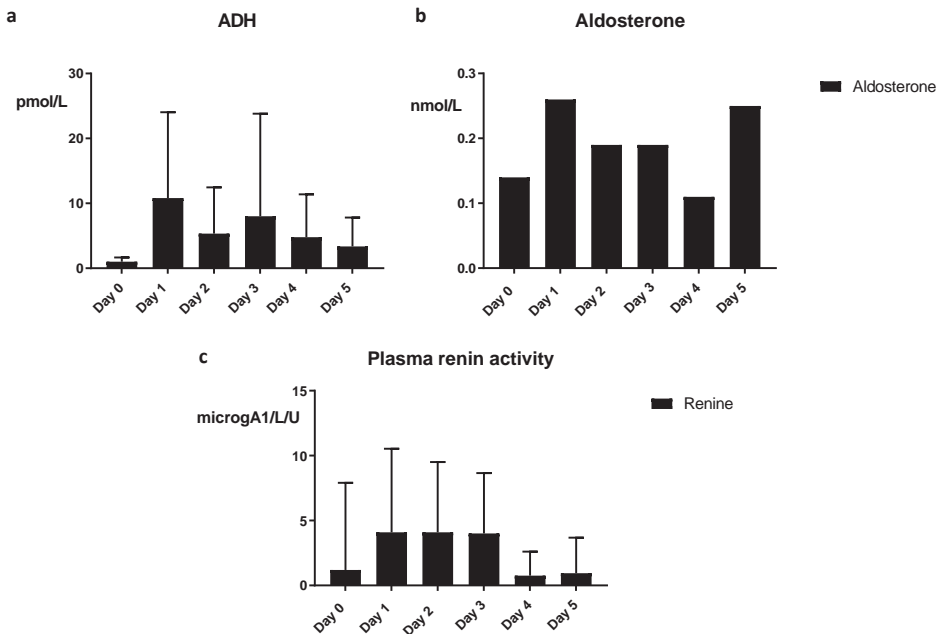 a
ADH
pmol/L
30
20
10
0
Day 0
Day 1
Day 2
Day 3
Day 4
Day 5
b
Aldosterone
nmol/L
0.3
0.2
0.1
0.0
Day 0
Day 1
Day 2
Day 3
Day 4
Day 5
Aldosterone
c
Plasma renin activity
microgA1/L/U
15
10
5
0
Day 0
Day 1
Day 2
Day 3
Day 4
Day 5
Renine